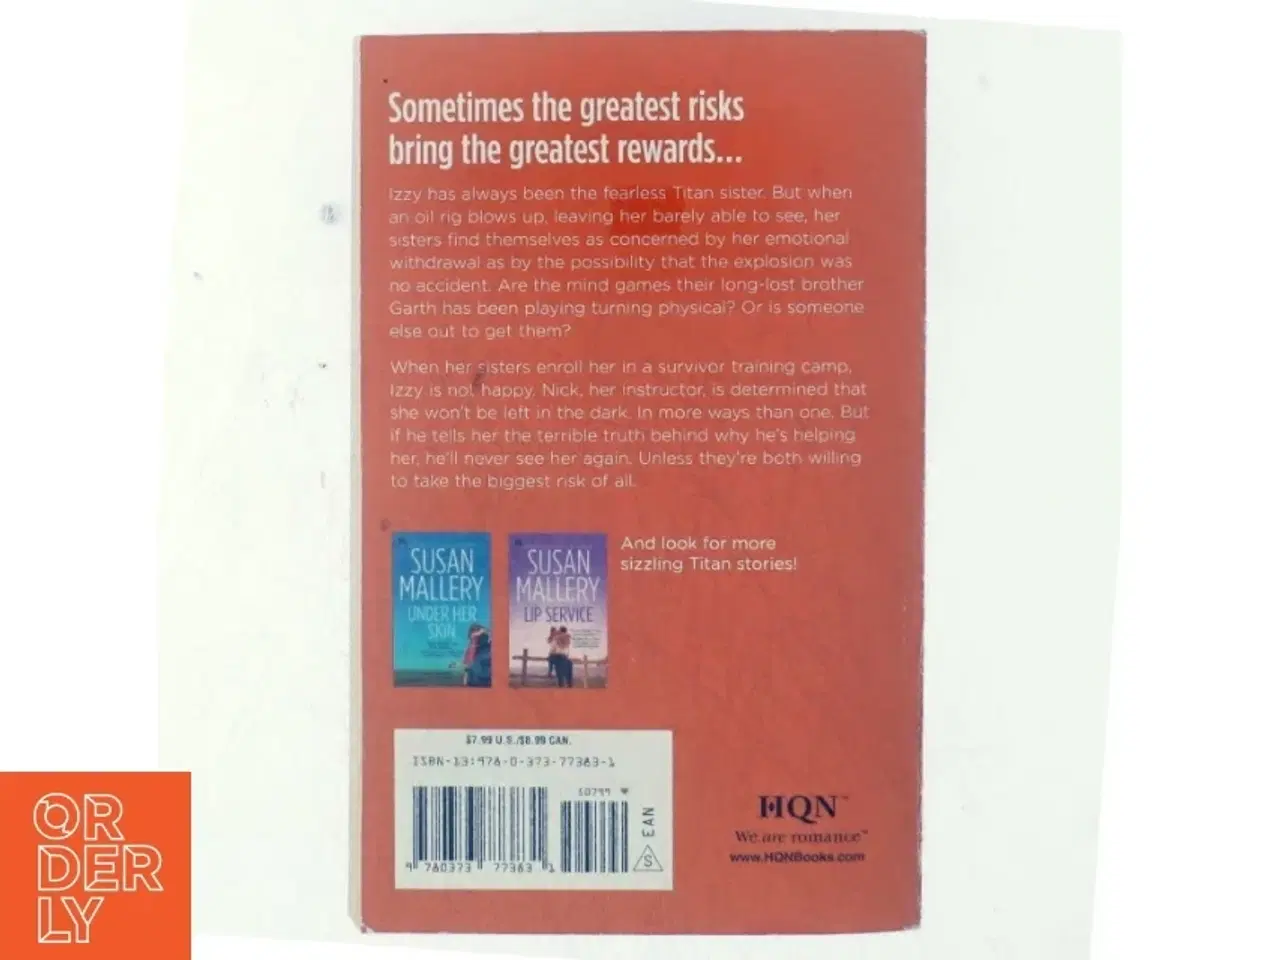 Sometimes the greatest risks
bring the greatest rewards...
Izzy has always been the fearless Titan sister. But when
an oil rig blows up, leaving her barely able to see, her
sisters find themselves as concerned by her emotional
withdrawal as by the possibility that the explosion was
no accident. Are the mind games their long-lost brother
Garth has been playing turning physical? Or is someone
else out to get them?
When her sisters enroll her in a survivor training camp,
Izzy is not happy. Nick, her instructor, is determined that
she won't be left in the dark. In more ways than one. But
if he tells her the terrible truth behind why he's helping
her, he'll never see her again. Unless they're both willing
to take the biggest risk of all.
SUSAN
MALLERY
UNDER HER
SKIN
SUSAN
MALLERY
LIP SERVICE
And look for more
sizzling Titan stories!
$7.99 U.S./$8.99 CAN.
ISBN-13:978-0-373-77383-1
50799
EAN
S
9 780373 77383 1
HQN™
We are romance™
www.HQNBooks.com
OR
DER
LY